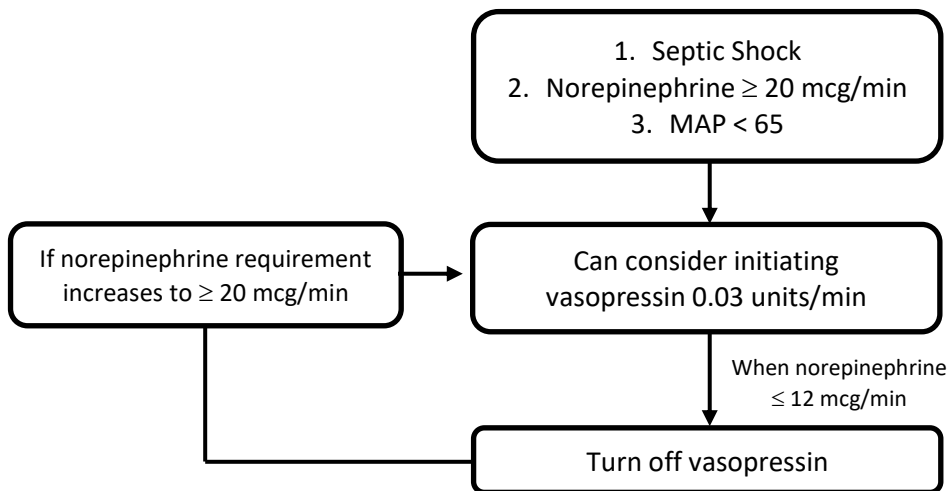 1. Septic Shock
2. Norepinephrine ≥ 20 mcg/min
3. MAP < 65
If norepinephrine requirement
increases to ≥ 20 mcg/min
Can consider initiating
vasopressin 0.03 units/min
When norepinephrine
≤ 12 mcg/min
Turn off vasopressin